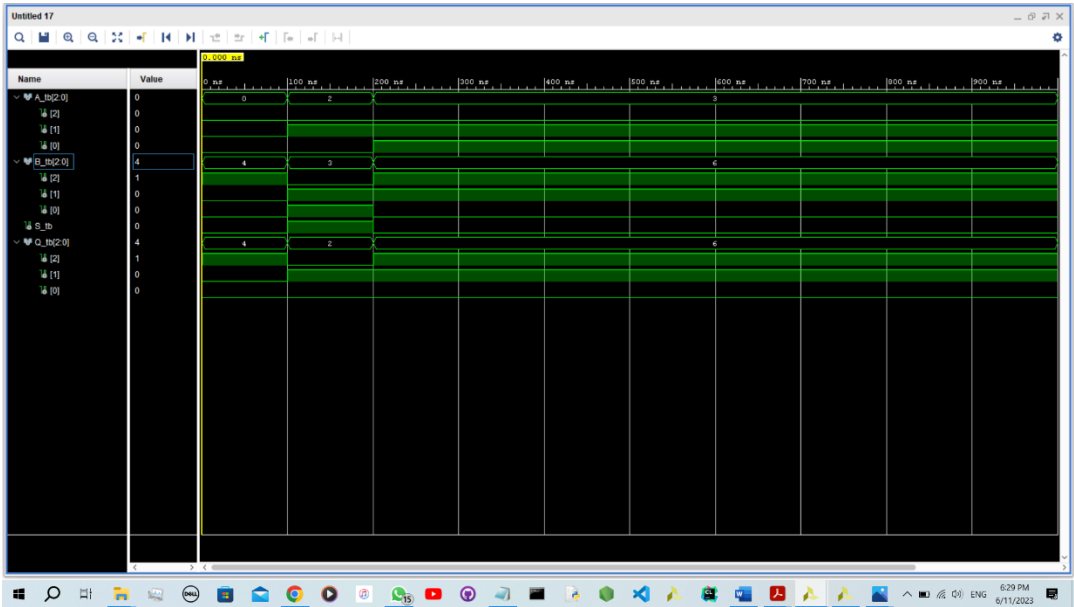 Untitled 17
0.000 ns
Name Value
0 ns 100 ns 200 ns 300 ns 400 ns 500 ns 600 ns 700 ns 800 ns 900 ns
A_tb[2:0] 0 0 2 3
[2] 0
[1] 0
[0] 0
B_tb[2:0] 4 4 3 6
[2] 1
[1] 0
[0] 0
S_tb 0
Q_tb[2:0] 4 4 2 6
[2] 1
[1] 0
[0] 0
DELL 15 CL W ENG 6:29 PM
6/11/2023